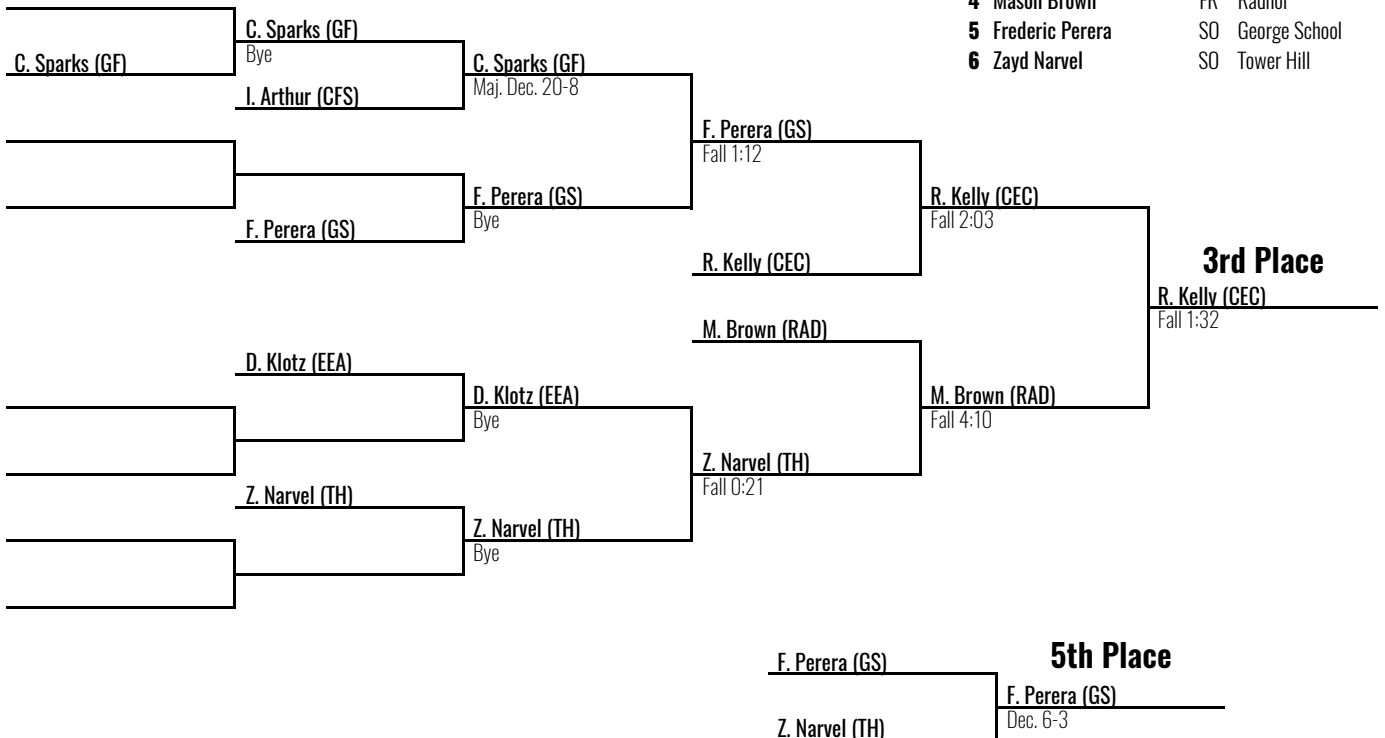 4 Mason Brown FR Radnor
5 Frederic Perera SO George School
6 Zayd Narvel SO Tower Hill
C. Sparks (GF)
Bye
C. Sparks (GF)
C. Sparks (GF)
Maj. Dec. 20-8
I. Arthur (CFS)
F. Perera (GS)
Fall 1:12
F. Perera (GS)
Bye
F. Perera (GS)
R. Kelly (CEC)
Fall 2:03
R. Kelly (CEC)
3rd Place
R. Kelly (CEC)
Fall 1:32
M. Brown (RAD)
D. Klotz (EEA)
D. Klotz (EEA)
Bye
M. Brown (RAD)
Fall 4:10
Z. Narvel (TH)
Fall 0:21
Z. Narvel (TH)
Z. Narvel (TH)
Bye
5th Place
F. Perera (GS)
F. Perera (GS)
Dec. 6-3
Z. Narvel (TH)